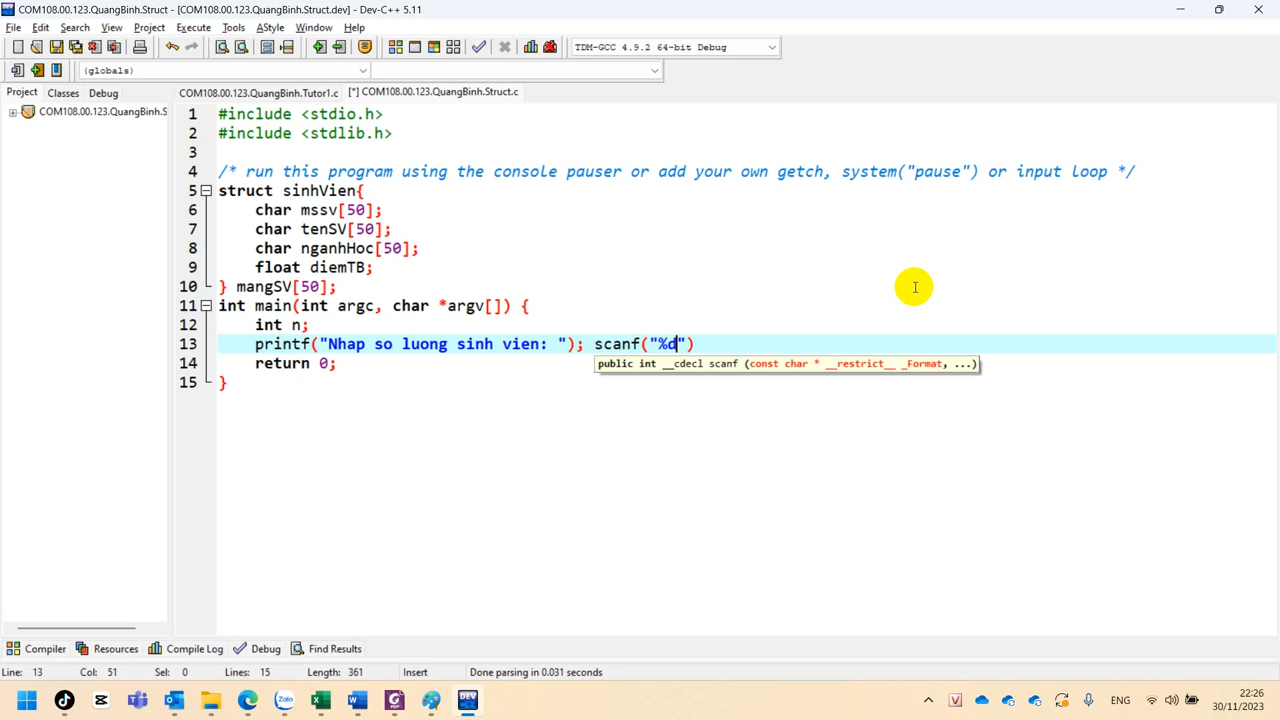 COM108.00.123.QuangBinh.Struct - [COM108.00.123.QuangBinh.Struct.dev] - Dev-C++ 5.11
File Edit Search View Project Execute Tools AStyle Window Help
TDM-GCC 4.9.2 64-bit Debug
(globals)
Project Classes Debug
COM108.00.123.QuangBinh.Tutor1.c [*] COM108.00.123.QuangBinh.Struct.c
COM108.00.123.QuangBinh.S
1 #include <stdio.h>
2 #include <stdlib.h>
3
4 /* run this program using the console pauser or add your own getch, system("pause") or input loop */
5 struct sinhVien{
6 char mssv[50];
7 char tenSV[50];
8 char nganhHoc[50];
9 float diemTB;
10 } mangSV[50];
11 int main(int argc, char *argv[]) {
12 int n;
13 printf("Nhap so luong sinh vien: "); scanf("%d")
public int __cdecl scanf (const char * __restrict__ _Format, ...)
14 return 0;
15 }
Compiler Resources Compile Log Debug Find Results
Line: 13 Col: 51 Sel: 0 Lines: 15 Length: 361 Insert Done parsing in 0.031 seconds
Zalo
DEV
V
ENG
22:26
30/11/2023